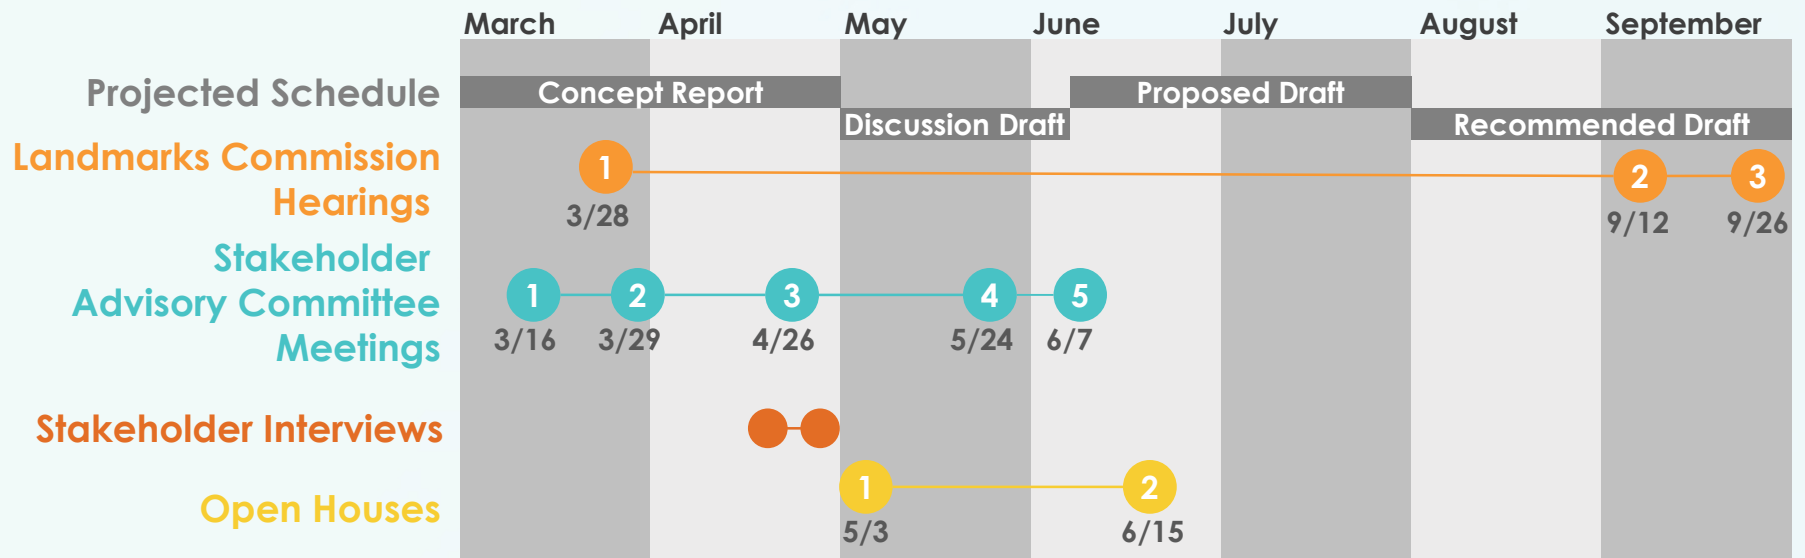 March April May June July August September
Projected Schedule Concept Report Proposed Draft
Discussion Draft Recommended Draft
Landmarks Commission
Hearings
1 2 3
3/28 9/12 9/26
Stakeholder
Advisory Committee
Meetings
1 2 3 4 5
3/16 3/29 4/26 5/24 6/7
Stakeholder Interviews
Open Houses
1 2
5/3 6/15